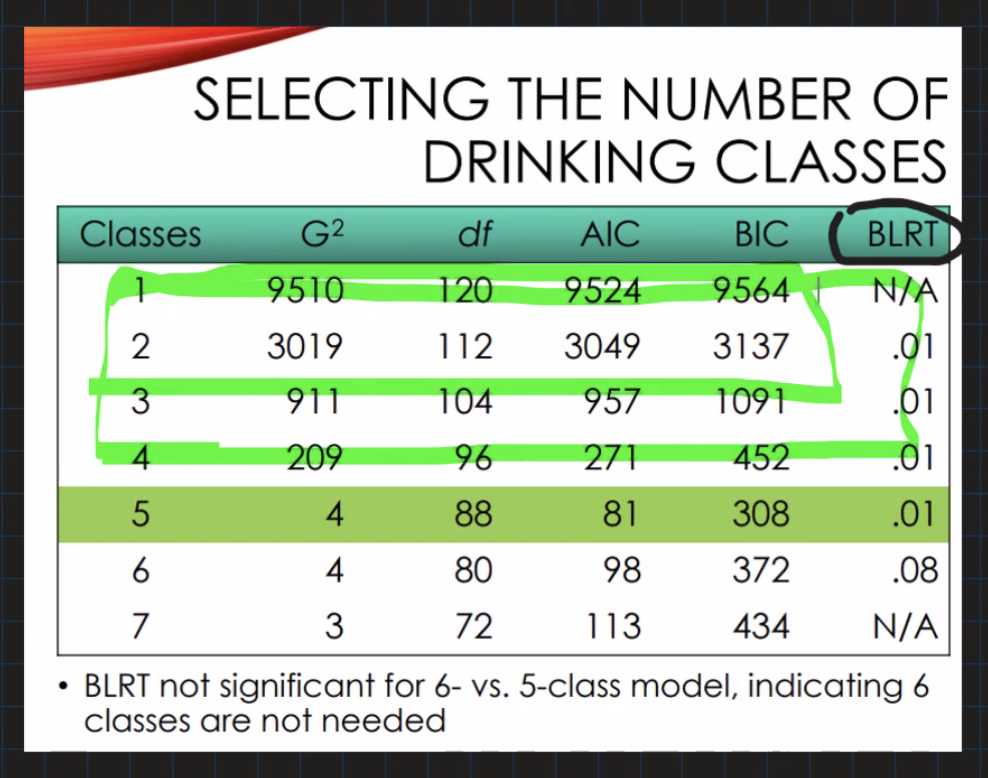 SELECTING THE NUMBER OF
DRINKING CLASSES
Classes G² df AIC BIC BLRT
1 9510 120 9524 9564 N/A
2 3019 112 3049 3137 .01
3 911 104 957 1091 .01
4 209 96 271 452 .01
5 4 88 81 308 .01
6 4 80 98 372 .08
7 3 72 113 434 N/A
• BLRT not significant for 6- vs. 5-class model, indicating 6
classes are not needed